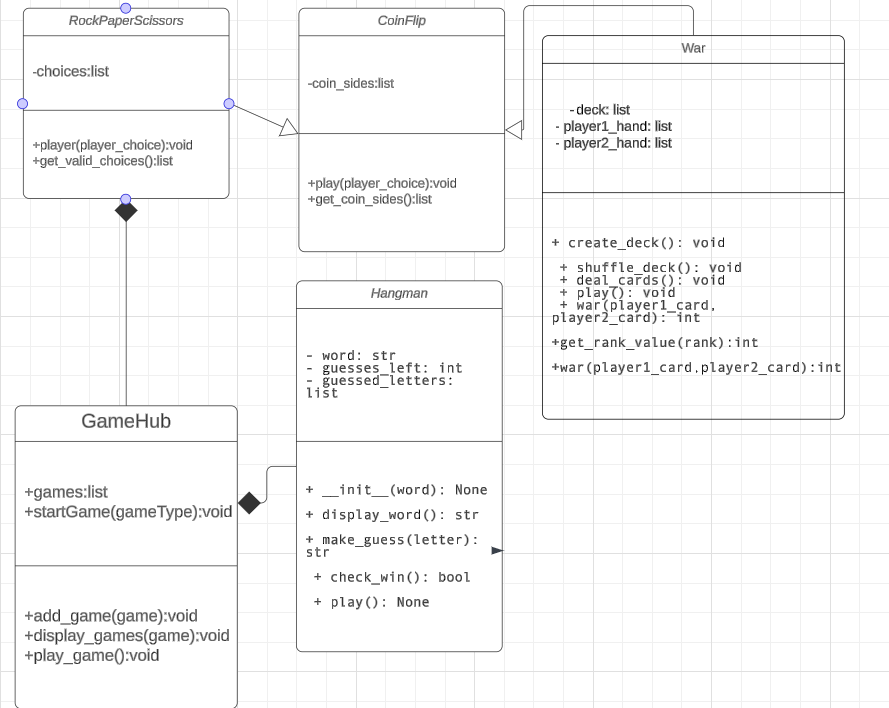 RockPaperScissors
-choices:list
+player(player_choice):void
+get_valid_choices():list
CoinFlip
-coin_sides:list
+play(player_choice):void
+get_coin_sides():list
War
-deck: list
- player1_hand: list
- player2_hand: list
+ create_deck(): void
+ shuffle_deck(): void
+ deal_cards(): void
+ play(): void
+ war(player1_card,
player2_card): int
+get_rank_value(rank):int
+war(player1_card,player2_card):int
Hangman
- word: str
- guesses_left: int
- guessed_letters:
list
+ __init__(word): None
+ display_word(): str
+ make_guess(letter):
str
+ check_win(): bool
+ play(): None
GameHub
+games:list
+startGame(gameType):void
+add_game(game):void
+display_games(game):void
+play_game():void